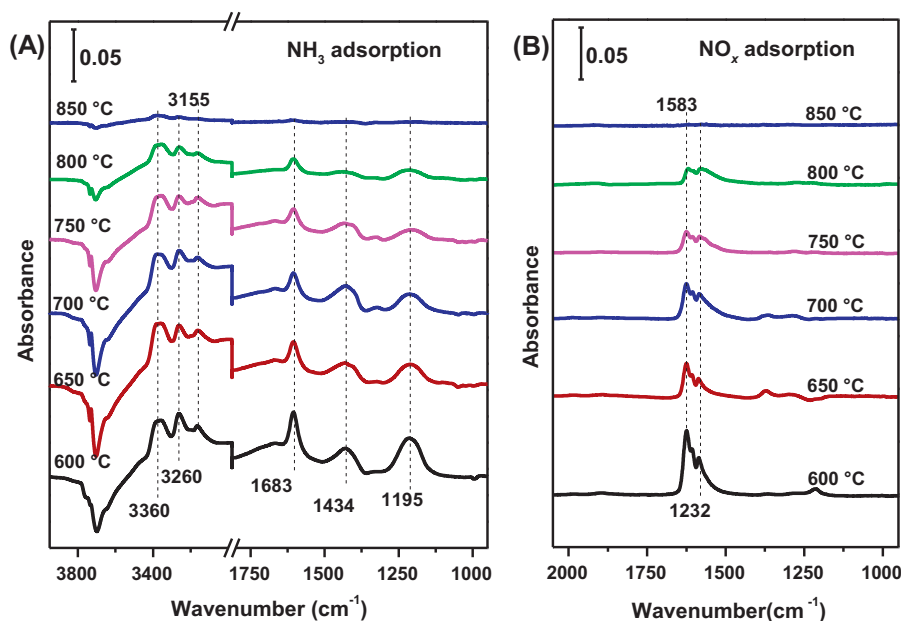 (A)
0.05
NH3 adsorption
3155
850 °C
800 °C
750 °C
700 °C
650 °C
600 °C
3260
3360
1683
1434
1195
Absorbance
3800 3400 1750 1500 1250 1000
Wavenumber (cm-1)
(B)
0.05
NOx adsorption
1583
850 °C
800 °C
750 °C
700 °C
650 °C
600 °C
1232
Absorbance
2000 1500 1000
Wavenumber(cm-1)